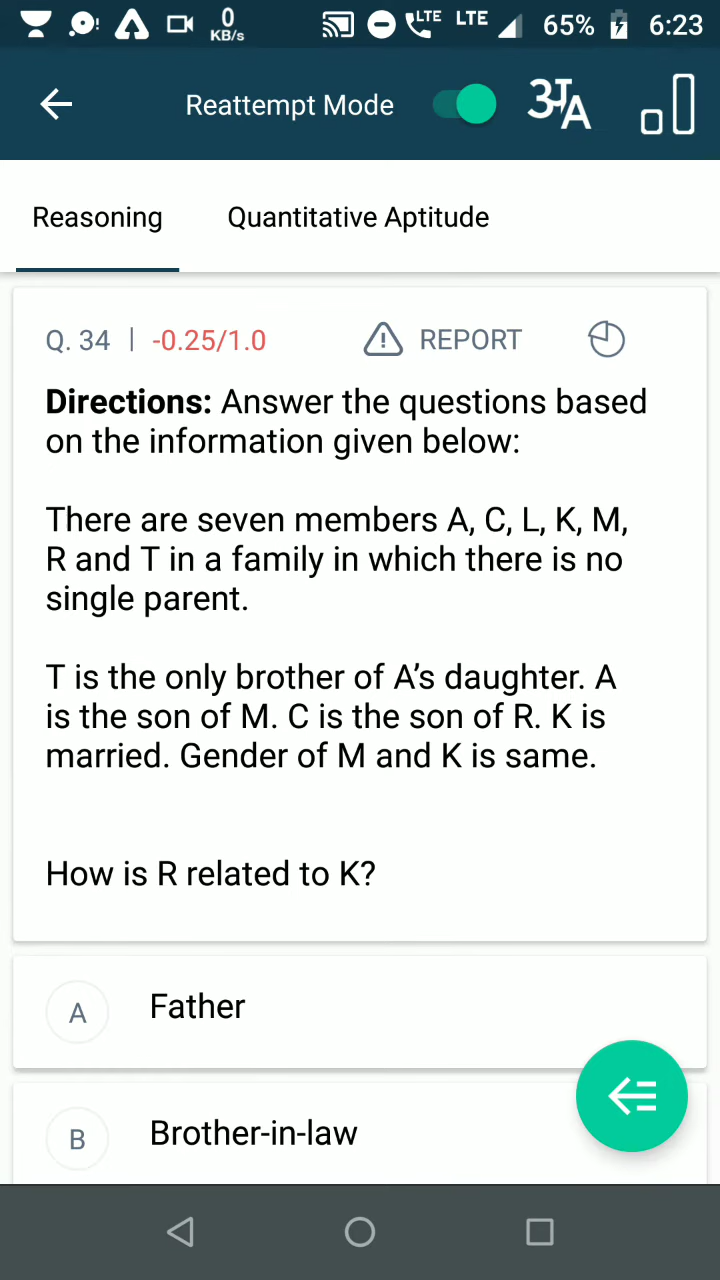 0
KB/s
LTE LTE 65% 6:23
Reattempt Mode अA
Reasoning Quantitative Aptitude
Q. 34 | -0.25/1.0 REPORT
Directions: Answer the questions based
on the information given below:
There are seven members A, C, L, K, M,
R and T in a family in which there is no
single parent.
T is the only brother of A’s daughter. A
is the son of M. C is the son of R. K is
married. Gender of M and K is same.
How is R related to K?
A Father
B Brother-in-law